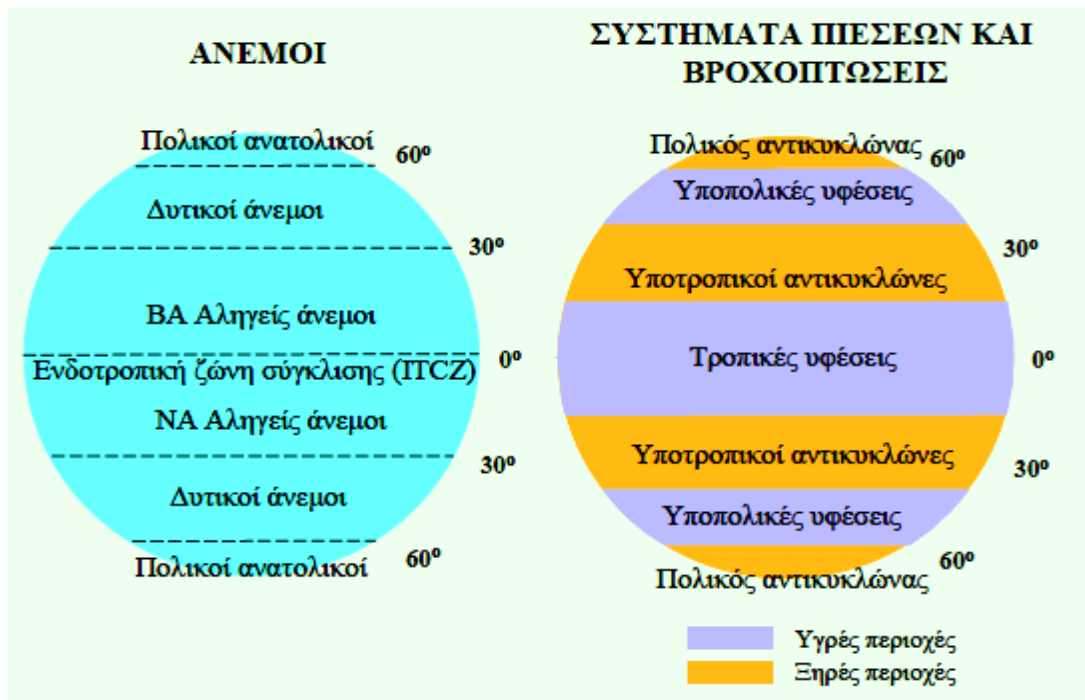 ΑΝΕΜΟΙ
Πολικοί ανατολικοί
60º
Δυτικοί άνεμοι
30º
ΒΑ Αληγείς άνεμοι
0º
Ενδοτροπική ζώνη σύγκλισης (ITCZ)
ΝΑ Αληγείς άνεμοι
30º
Δυτικοί άνεμοι
60º
Πολικοί ανατολικοί
ΣΥΣΤΗΜΑΤΑ ΠΙΕΣΕΩΝ ΚΑΙ
ΒΡΟΧΟΠΤΩΣΕΙΣ
Πολικός αντικυκλώνας
60º
Υποπολικές υφέσεις
30º
Υποτροπικοί αντικυκλώνες
Τροπικές υφέσεις
0º
Υποτροπικοί αντικυκλώνες
30º
Υποπολικές υφέσεις
60º
Πολικός αντικυκλώνας
Υγρές περιοχές
Ξηρές περιοχές